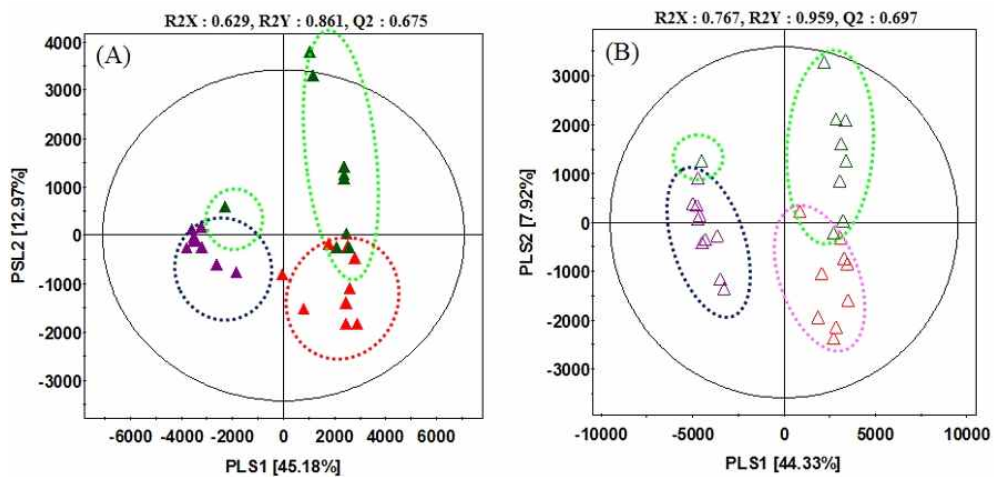 R2X : 0.629, R2Y : 0.861, Q2 : 0.675
(A)
4000
3000
2000
1000
0
-1000
-2000
-3000
PSL2 [12.97%]
-6000 -4000 -2000 0 2000 4000 6000
PLS1 [45.18%]
R2X : 0.767, R2Y : 0.959, Q2 : 0.697
(B)
3000
2000
1000
0
-1000
-2000
-3000
PLS2 [7.92%]
-10000 -5000 0 5000 10000
PLS1 [44.33%]